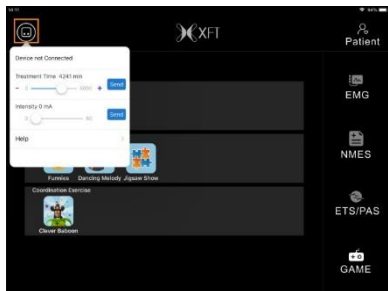 XFT
Patient
Device not Connected
Treatment Time 4241 min
Send
Intensity 0 mA
Send
Help
EMG
NMES
ETS/PAS
GAME
Funnies
Dancing Melody
Jigsaw Show
Coordination Exercise
Clever Baboon